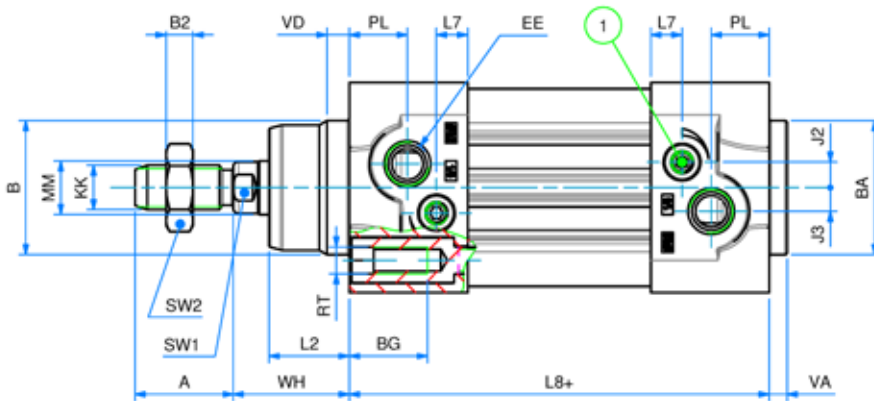 B2 VD PL L7 EE 1 L7 PL
B MM KK J2 J3 BA
RT
SW2
SW1
L2 BG
A WH L8+ VA